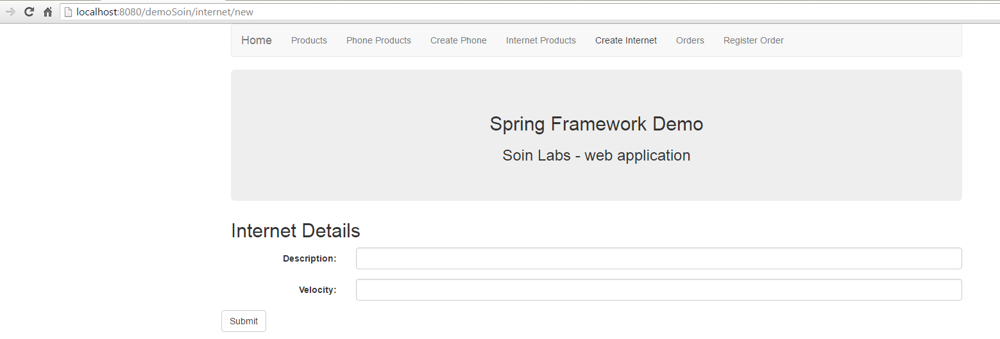 localhost:8080/demoSoin/internet/new
Home Products Phone Products Create Phone Internet Products Create Internet Orders Register Order
Spring Framework Demo
Soin Labs - web application
Internet Details
Description:
Velocity:
Submit